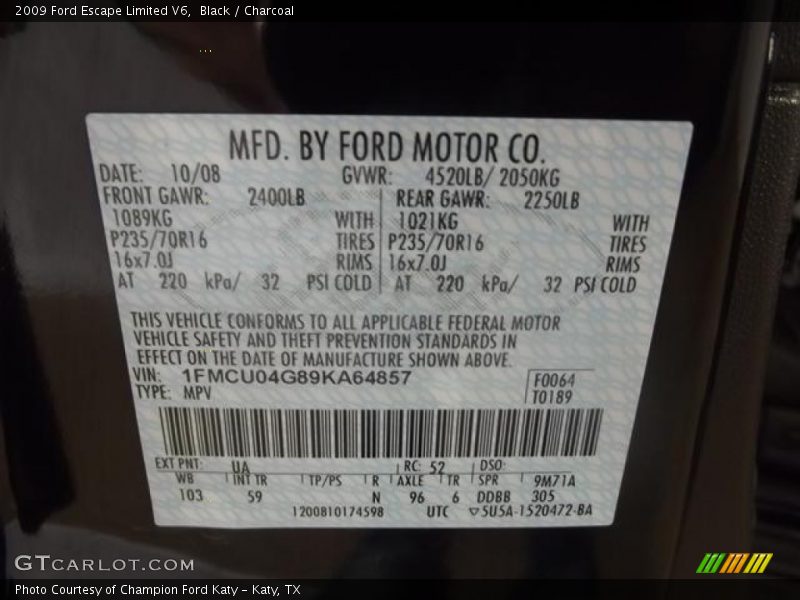 2009 Ford Escape Limited V6,  Black / Charcoal
MFD. BY FORD MOTOR CO.
DATE: 10/08 GVWR: 4520LB/ 2050KG
FRONT GAWR: 2400LB REAR GAWR: 2250LB
1089KG WITH 1021KG WITH
P235/70R16 TIRES P235/70R16 TIRES
16x7.0J RIMS 16x7.0J RIMS
AT 220 kPa/ 32 PSI COLD AT 220 kPa/ 32 PSI COLD
THIS VEHICLE CONFORMS TO ALL APPLICABLE FEDERAL MOTOR
VEHICLE SAFETY AND THEFT PREVENTION STANDARDS IN
EFFECT ON THE DATE OF MANUFACTURE SHOWN ABOVE.
VIN: 1FMCU04G89KA64857 F0064
TYPE: MPV T0189
EXT PNT: UA RC: 52 DSO:
WB INT TR TP/PS R AXLE TR SPR 9M71A
103 59 N 96 6 DDBB 305
1200810174598 UTC ▽5U5A-1520472-BA
GTCARLOT.COM
Photo Courtesy of Champion Ford Katy - Katy, TX